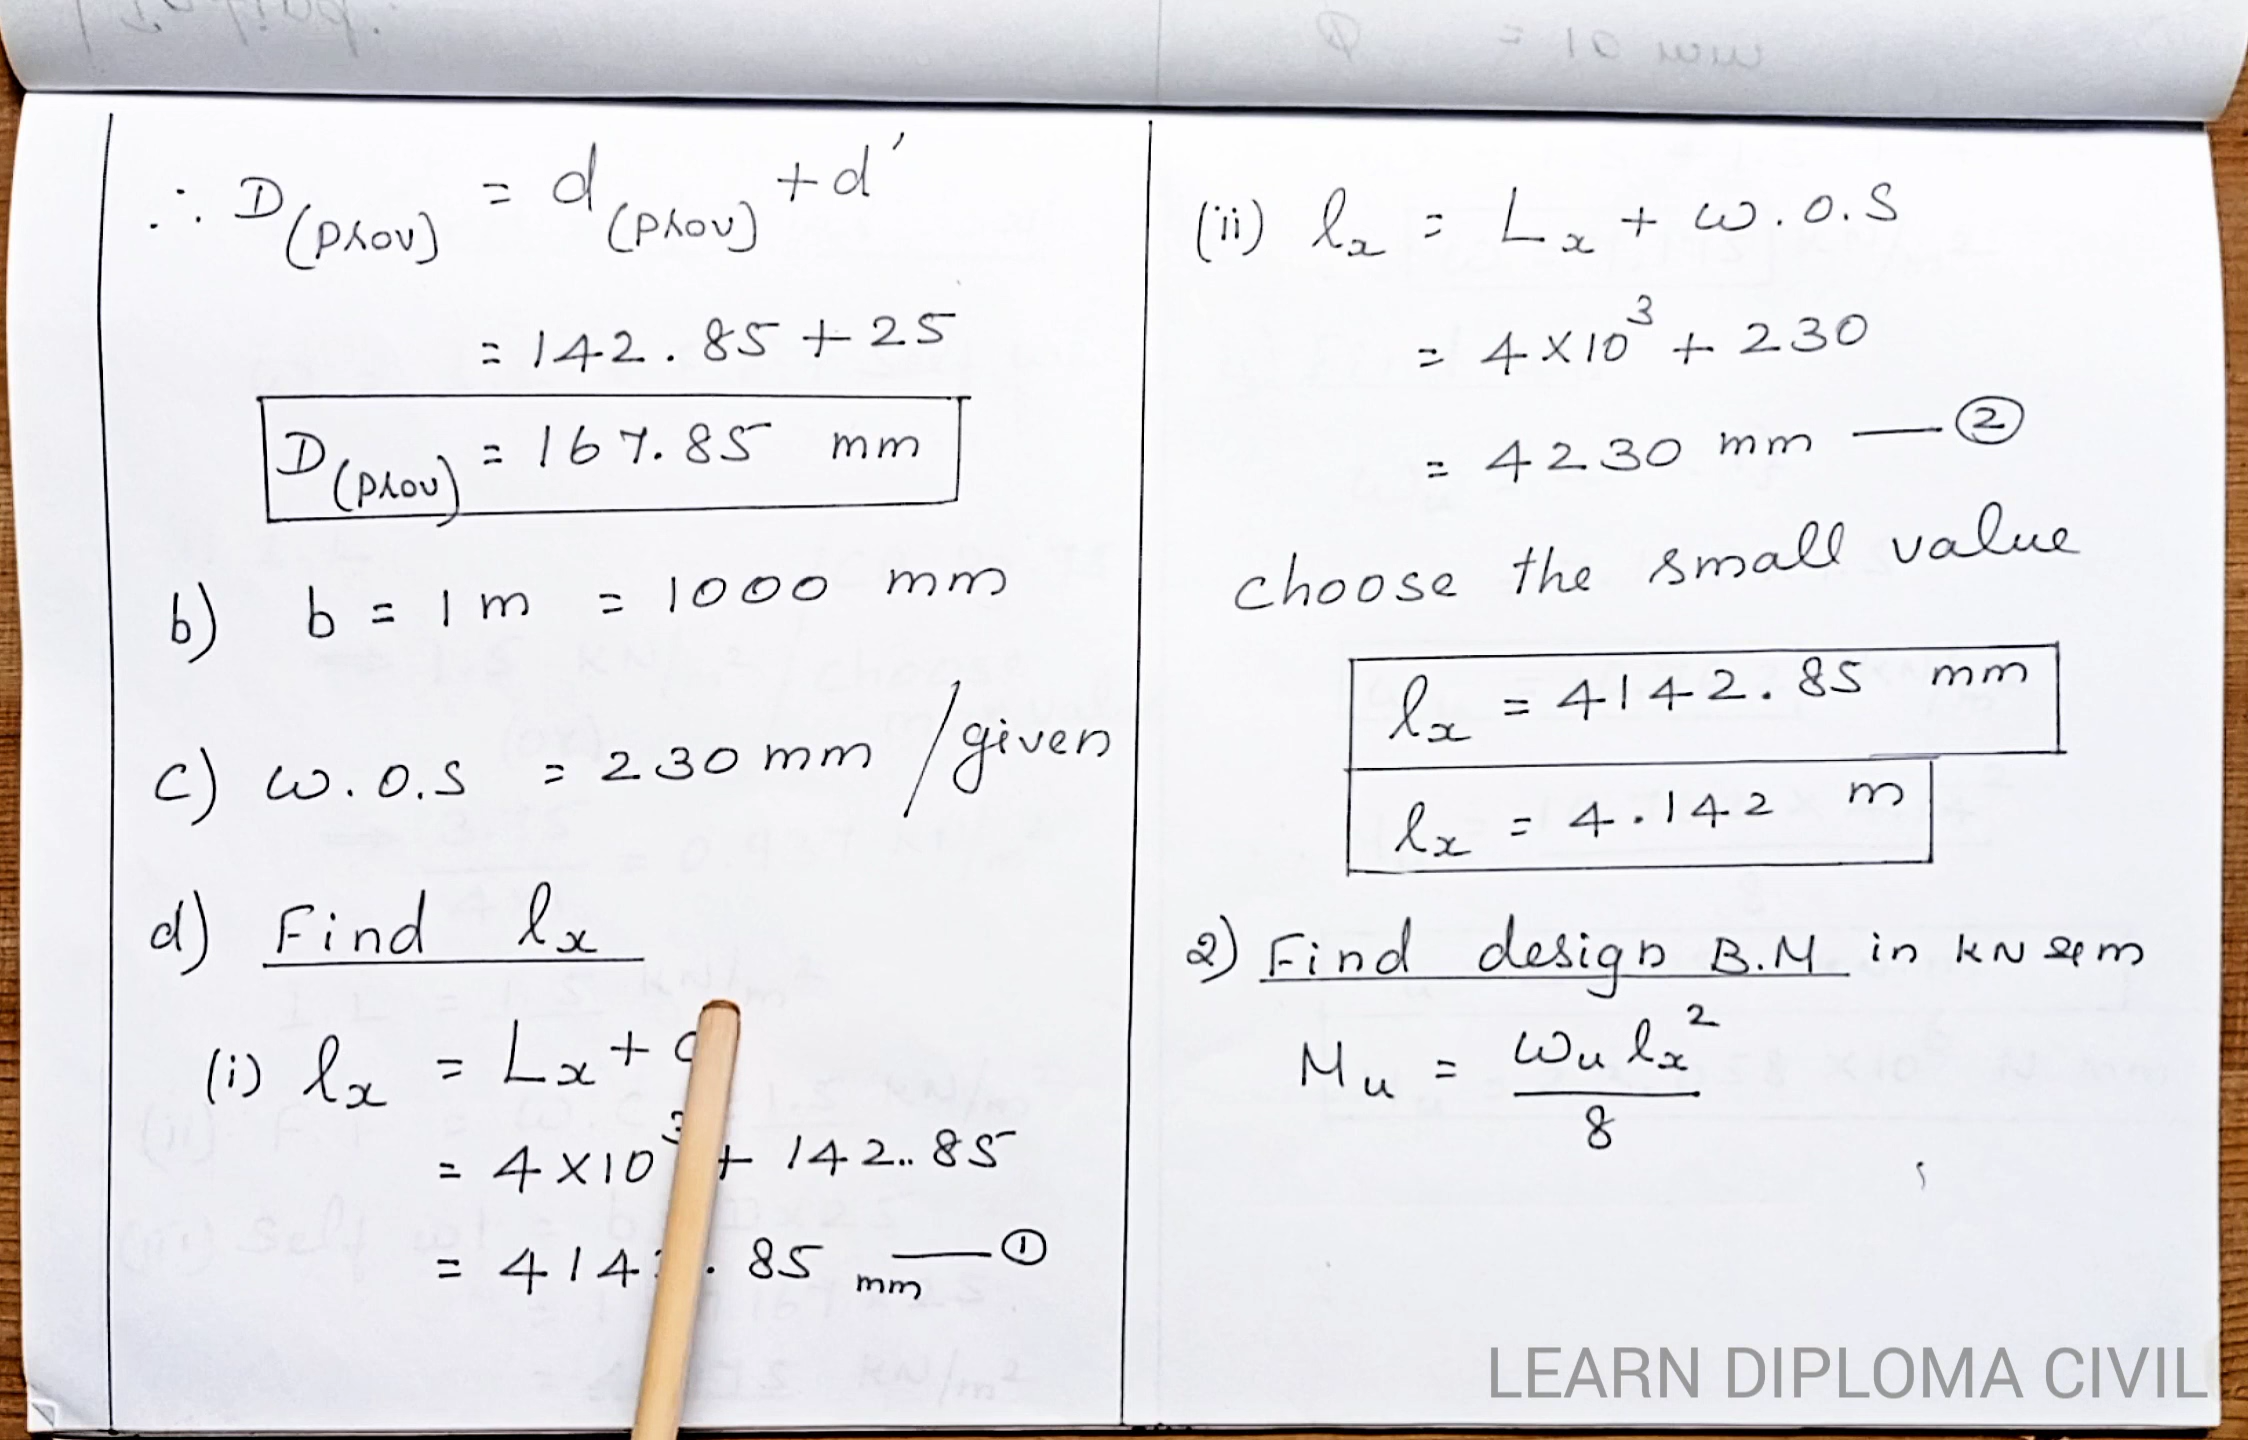 ∴ D(prov) = d(prov) + d'
= 142.85 + 25
D(prov) = 167.85 mm
b) b = 1 m = 1000 mm
c) W.O.S = 230 mm / given
d) Find lx
(i) lx = Lx +
= 4 × 10³ + 142.85
= 414 .85 mm — ①
(ii) lx = Lx + W.O.S
= 4 × 10³ + 230
= 4230 mm — ②
choose the small value
lx = 4142.85 mm
lx = 4.142 m
2) Find design B.M in kN & m
Mu = Wu lx² / 8
LEARN DIPLOMA CIVIL